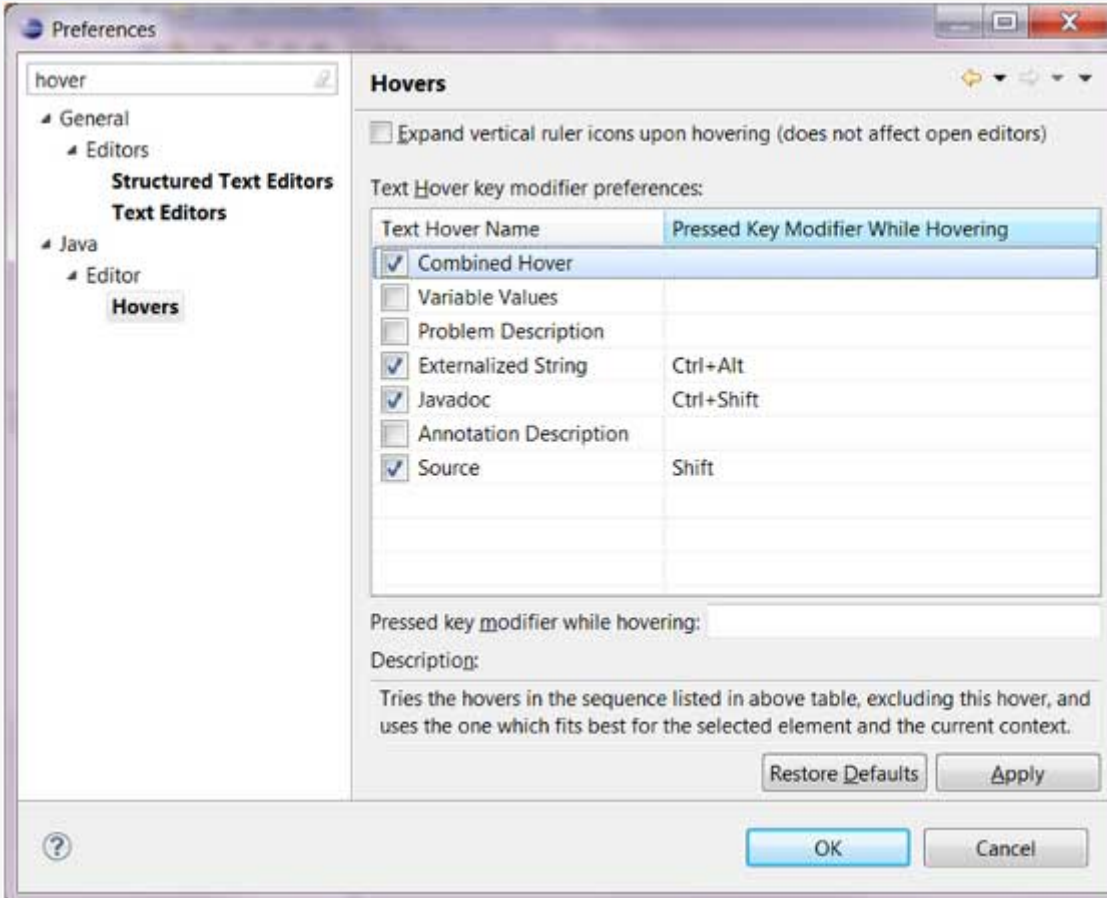 Preferences
hover
General
Editors
Structured Text Editors
Text Editors
Java
Editor
Hovers
Hovers
Expand vertical ruler icons upon hovering (does not affect open editors)
Text Hover key modifier preferences:
Text Hover Name Pressed Key Modifier While Hovering
Combined Hover
Variable Values
Problem Description
Externalized String Ctrl+Alt
Javadoc Ctrl+Shift
Annotation Description
Source Shift
Pressed key modifier while hovering:
Description:
Tries the hovers in the sequence listed in above table, excluding this hover, and
uses the one which fits best for the selected element and the current context.
Restore Defaults Apply
? OK Cancel